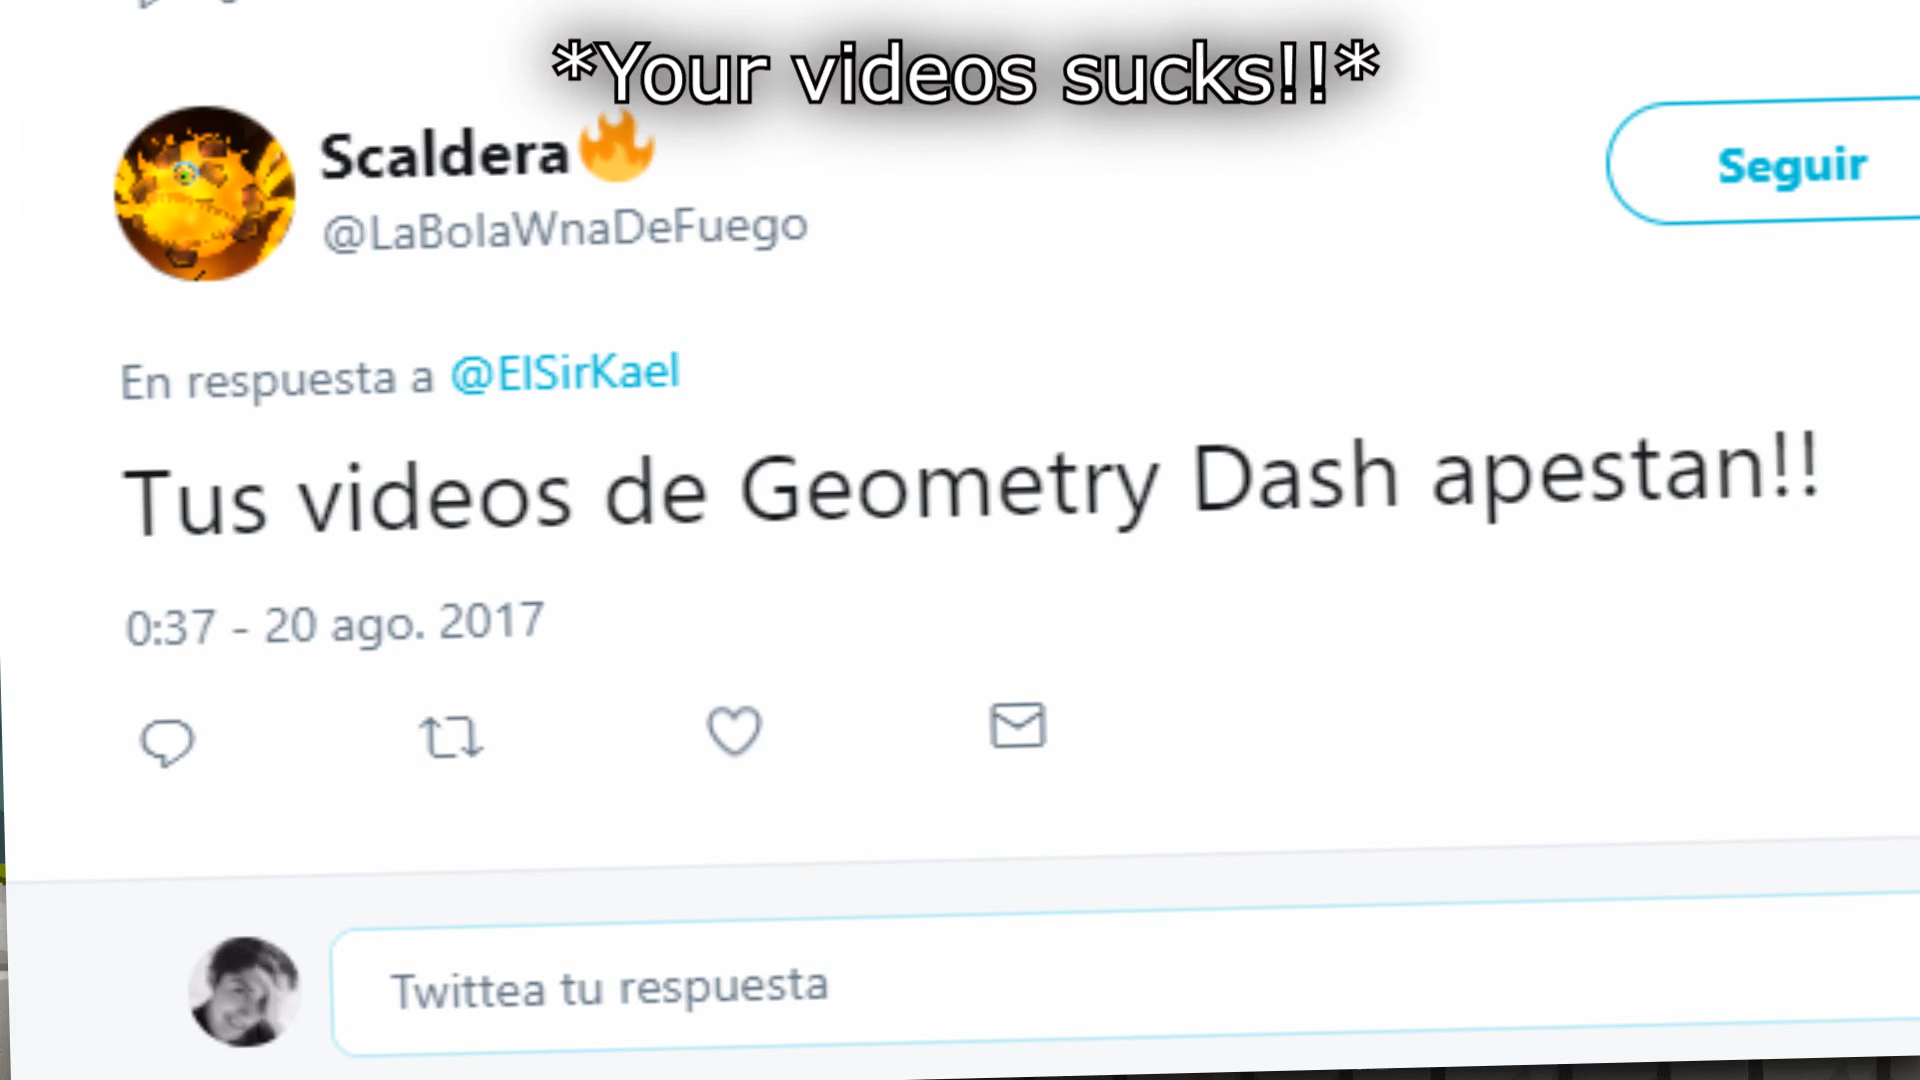 *Your videos sucks!!*
Scaldera🔥
@LaBolaWnaDeFuego
Seguir
En respuesta a @ElSirKael
Tus videos de Geometry Dash apestan!!
0:37 - 20 ago. 2017
Twittea tu respuesta